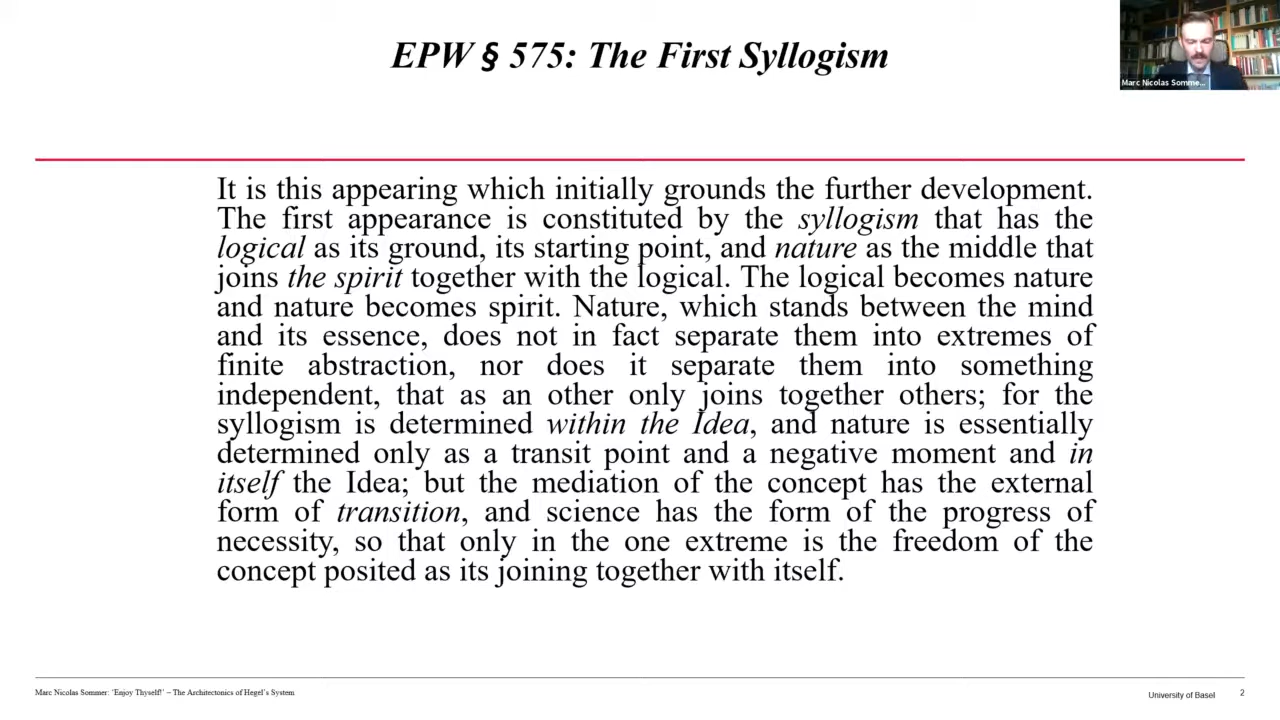 EPW § 575: The First Syllogism
Marc Nicolas Somme...
It is this appearing which initially grounds the further development.
The first appearance is constituted by the syllogism that has the
logical as its ground, its starting point, and nature as the middle that
joins the spirit together with the logical. The logical becomes nature
and nature becomes spirit. Nature, which stands between the mind
and its essence, does not in fact separate them into extremes of
finite abstraction, nor does it separate them into something
independent, that as an other only joins together others; for the
syllogism is determined within the Idea, and nature is essentially
determined only as a transit point and a negative moment and in
itself the Idea; but the mediation of the concept has the external
form of transition, and science has the form of the progress of
necessity, so that only in the one extreme is the freedom of the
concept posited as its joining together with itself.
Marc Nicolas Sommer: ‘Enjoy Thyself!’ – The Architectonics of Hegel’s System
University of Basel 2